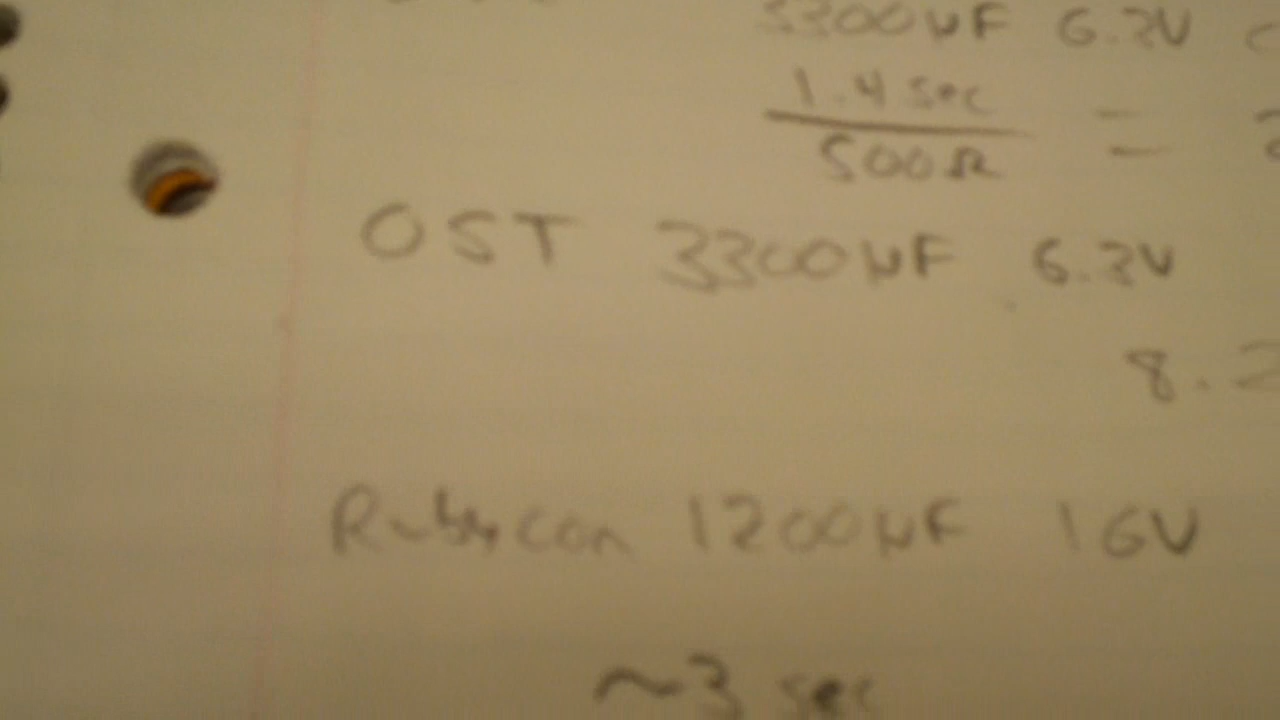 3300µF 6.3V
1.4 sec
=
500Ω
OST 3300µF 6.3V
8.2
Rubycon 1200µF 16V
~3 sec